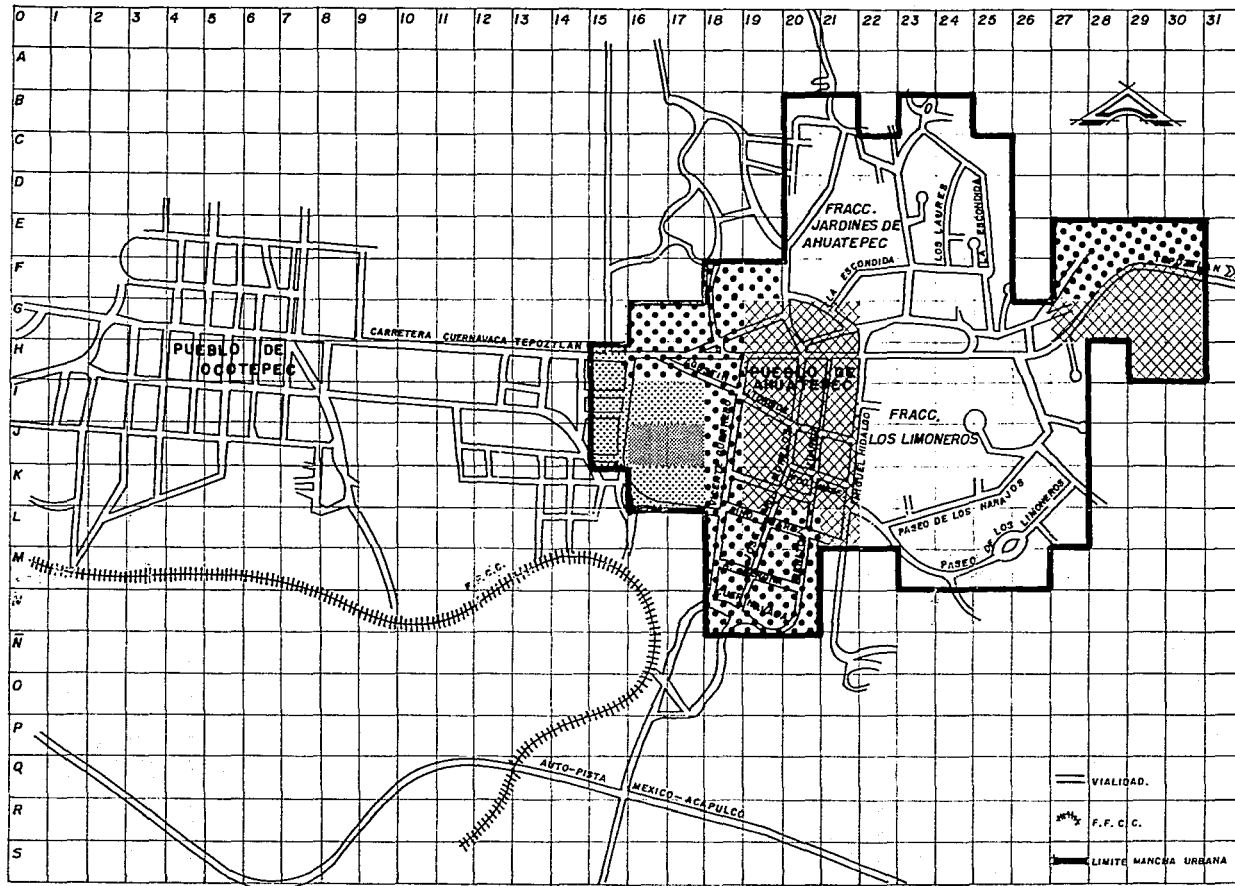 0 1 2 3 4 5 6 7 8 9 10 11 12 13 14 15 16 17 18 19 20 21 22 23 24 25 26 27 28 29 30 31
A
B
C
D
E
F
G
H
I
J
K
L
M
N
Ñ
O
P
Q
R
S
FRACC.
JARDINES DE
AHUATEPEC
LOS LAURES
LA ESCONDIDA
LA ESCONDIDA
CARRETERA CUERNAVACA TEPOZTLAN
PUEBLO DE
OCOTEPEC
PUEBLO DE
AHUATEPEC
MIGUEL HIDALGO
FRACC.
LOS LIMONEROS
PASEO DE LOS NARAJOS
PASEO DE LOS LIMONEROS
F.F.C.C.
AUTO-PISTA MEXICO-ACAPULCO
VIALIDAD.
F.F.C.C.
LIMITE MANCHA URBANA